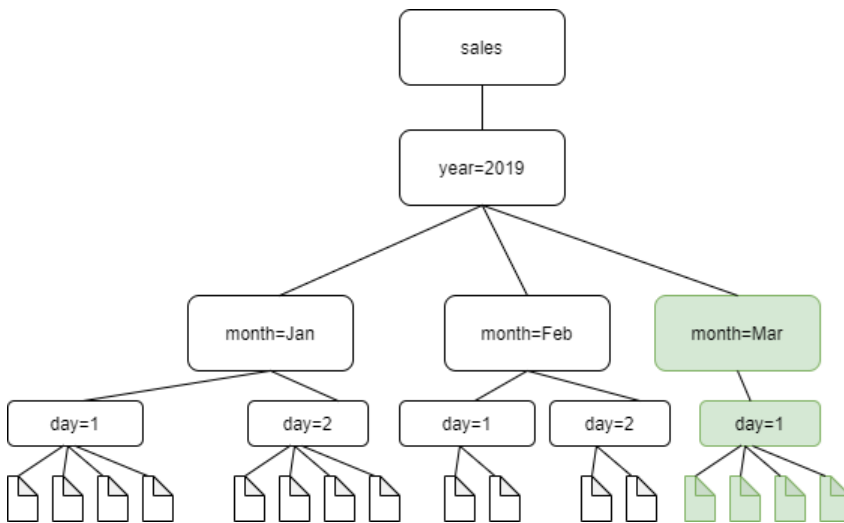 sales
year=2019
month=Jan
month=Feb
month=Mar
day=1
day=2
day=1
day=2
day=1